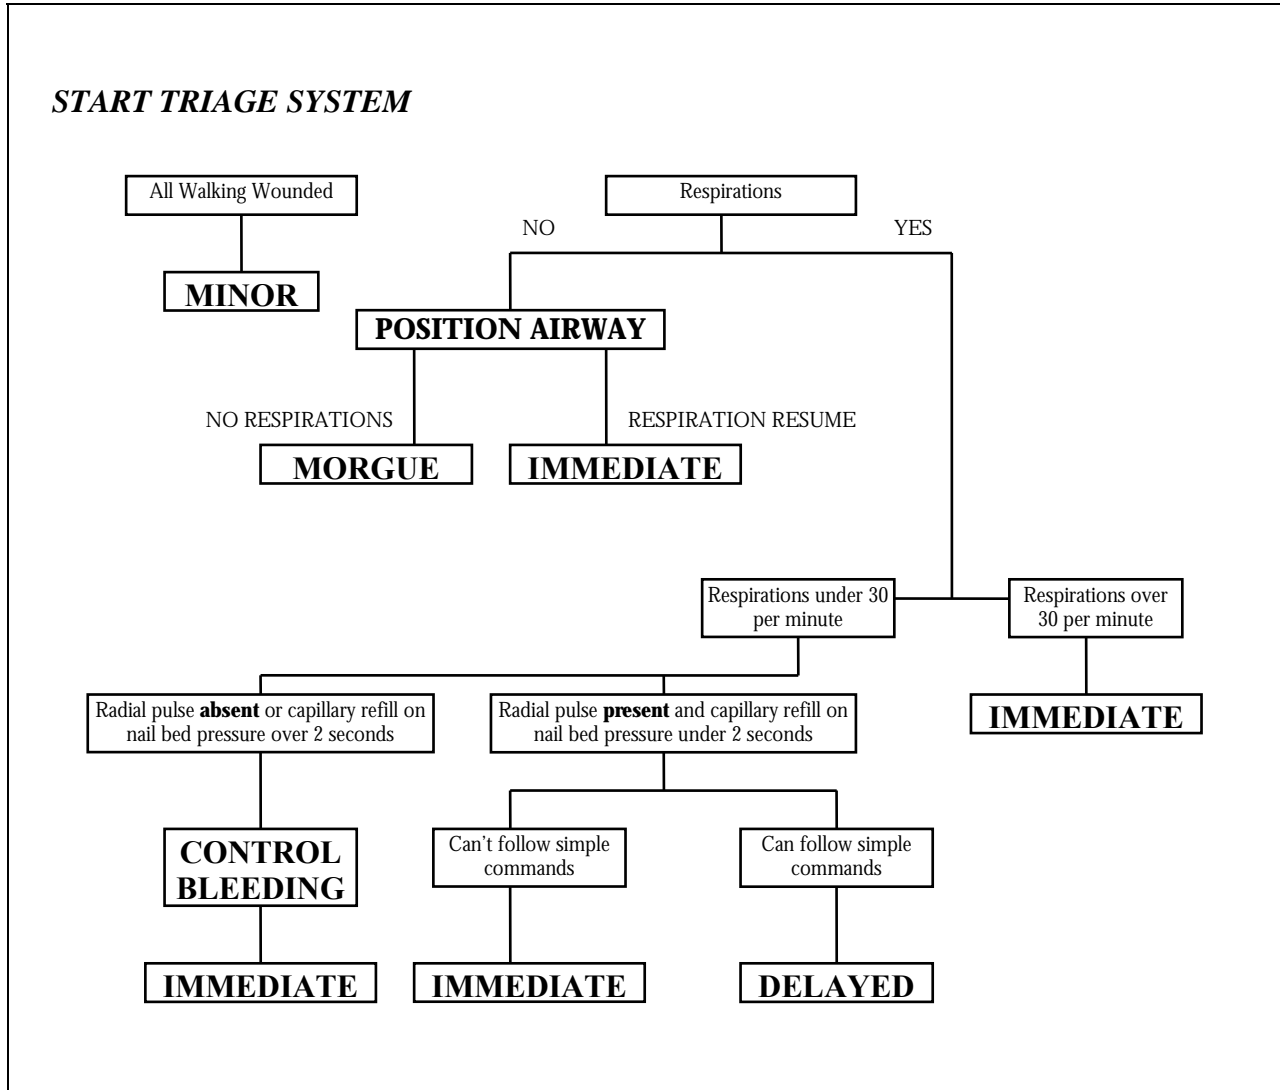 START TRIAGE SYSTEM
All Walking Wounded
Respirations
NO
YES
MINOR
POSITION AIRWAY
NO RESPIRATIONS
RESPIRATION RESUME
MORGUE
IMMEDIATE
Respirations under 30
per minute
Respirations over
30 per minute
Radial pulse absent or capillary refill on
nail bed pressure over 2 seconds
Radial pulse present and capillary refill on
nail bed pressure under 2 seconds
IMMEDIATE
CONTROL
BLEEDING
Can't follow simple
commands
Can follow simple
commands
IMMEDIATE
IMMEDIATE
DELAYED